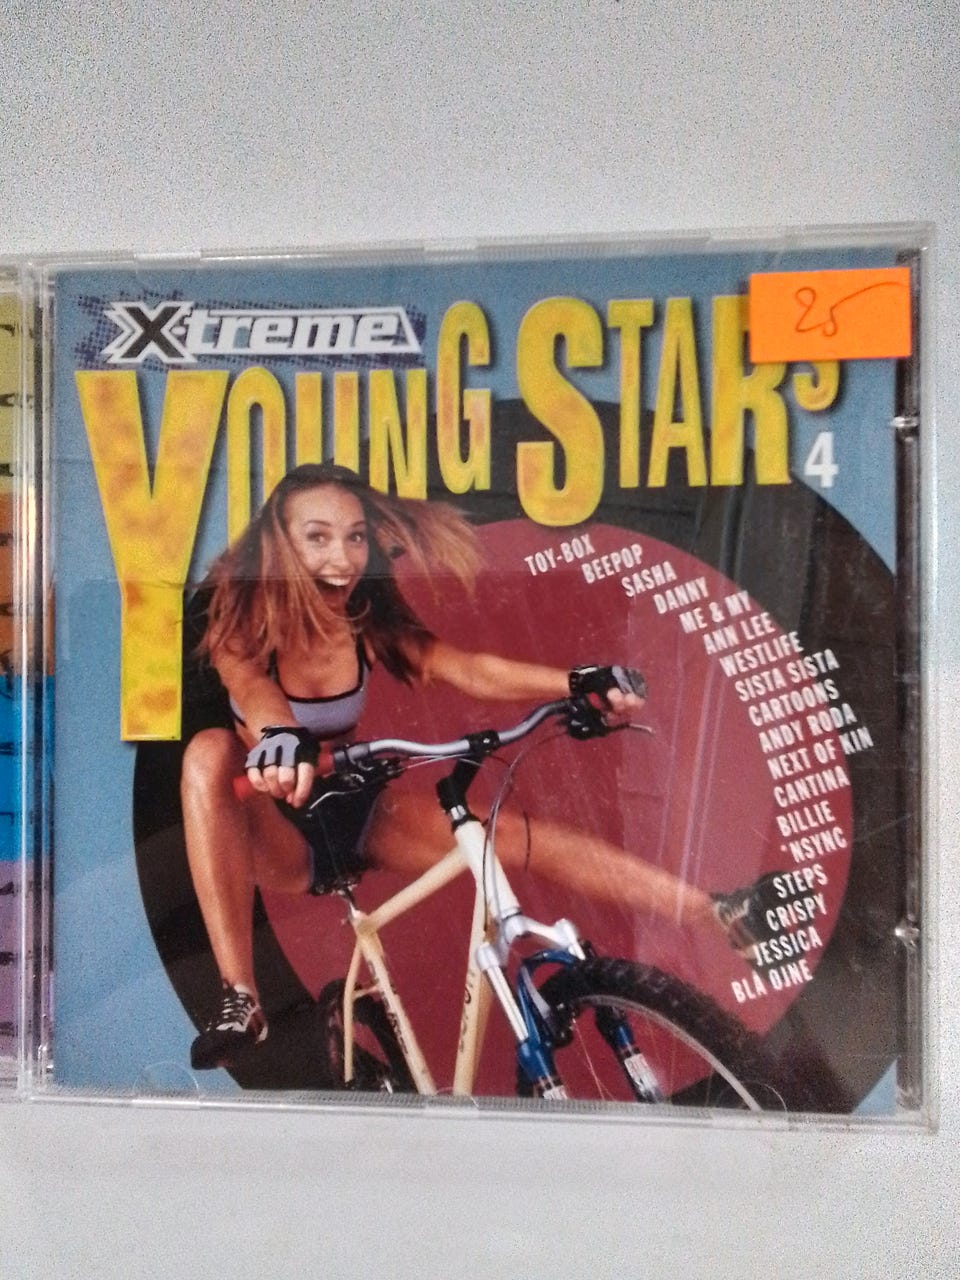 X-treme
YOUNG STARS
4
25
TOY-BOX
BEEPOP
SASHA
DANNY
ME & MY
ANN LEE
WESTLIFE
SISTA SISTA
CARTOONS
ANDY RODA
NEXT OF KIN
CANTINA
BILLIE
*NSYNC
STEPS
CRISPY
JESSICA
BLÅ OJNE